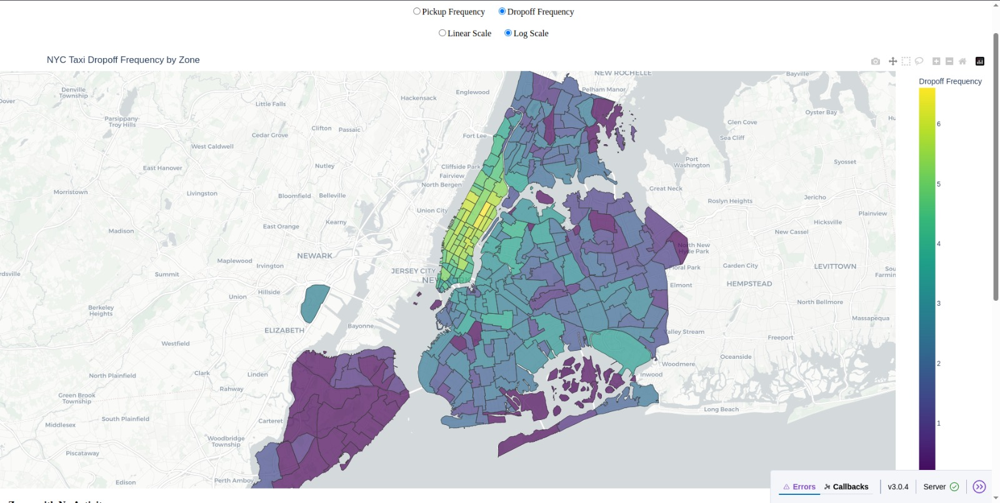 Pickup Frequency Dropoff Frequency
Linear Scale Log Scale
NYC Taxi Dropoff Frequency by Zone
Dropoff Frequency
6
5
4
3
2
1
NEW ROCHELLE
Bayville
Denville
Township
Englewood
Pelham Manor
Dover
Hackensack
Little Falls
Oyster Bay
Parsippany-
Troy Hills
Glen Cove
Clifton
Passaic
Cedar Grove
Fort Lee
Sea Cliff
West Caldwell
Port
Washington
Syosset
East Hanover
Nutley
Cliffside Park
Fairview
North Bergen
Great Neck
Morristown
Livingston
Bloomfield
Belleville
Roslyn Heights
Jericho
Union City
Plainview
East Orange
Kearny
Hicksville
Madison
New Cassel
North New
Hyde Park
NEWARK
Maplewood
Irvington
Floral Park
Garden City
LEVITTOWN
Summit
JERSEY CITY
NEW YORK
Elmont
HEMPSTEAD
Hillside
Union
North Bellmore
Berkeley
Heights
Massapequa
ELIZABETH
Bayonne
Valley Stream
Freeport
Westfield
Oceanside
Woodmere
Inwood
North Plainfield
Clark
Linden
Rahway
Green Brook
Township
South Plainfield
Carteret
Long Beach
Middlesex
Woodbridge
Township
Piscataway
Edison
Perth Amboy
Errors Callbacks v3.0.4 Server